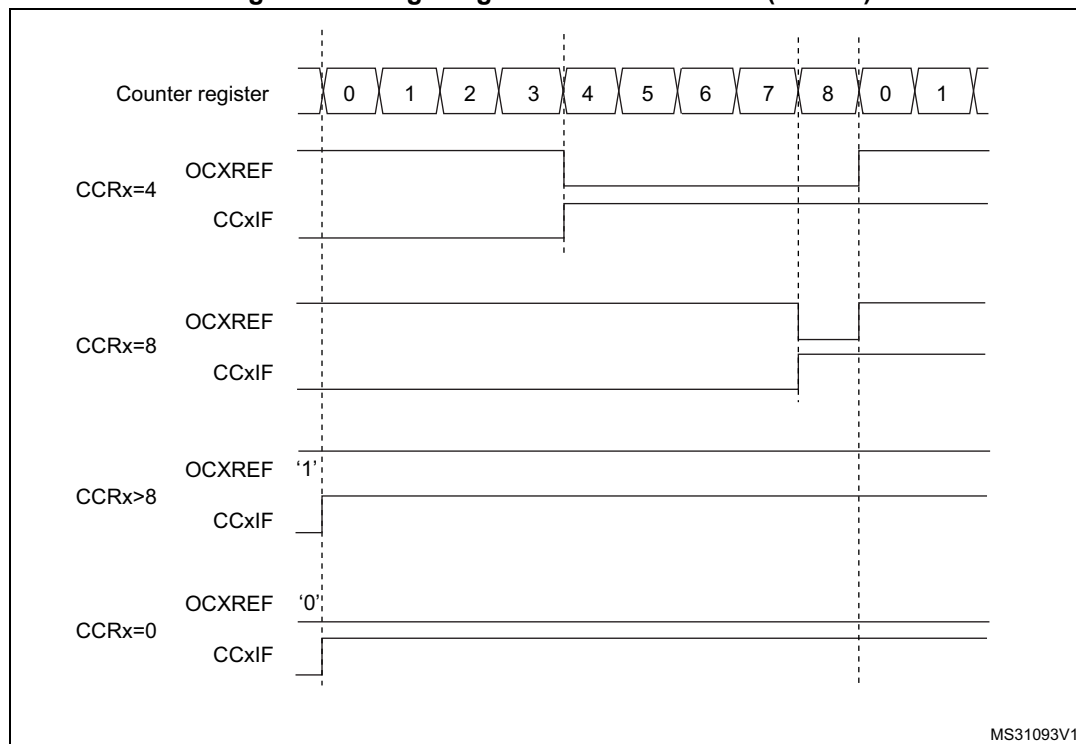 Counter register 0 1 2 3 4 5 6 7 8 0 1
OCXREF
CCRx=4
CCxIF
OCXREF
CCRx=8
CCxIF
OCXREF ‘1’
CCRx>8
CCxIF
OCXREF ‘0’
CCRx=0
CCxIF
MS31093V1